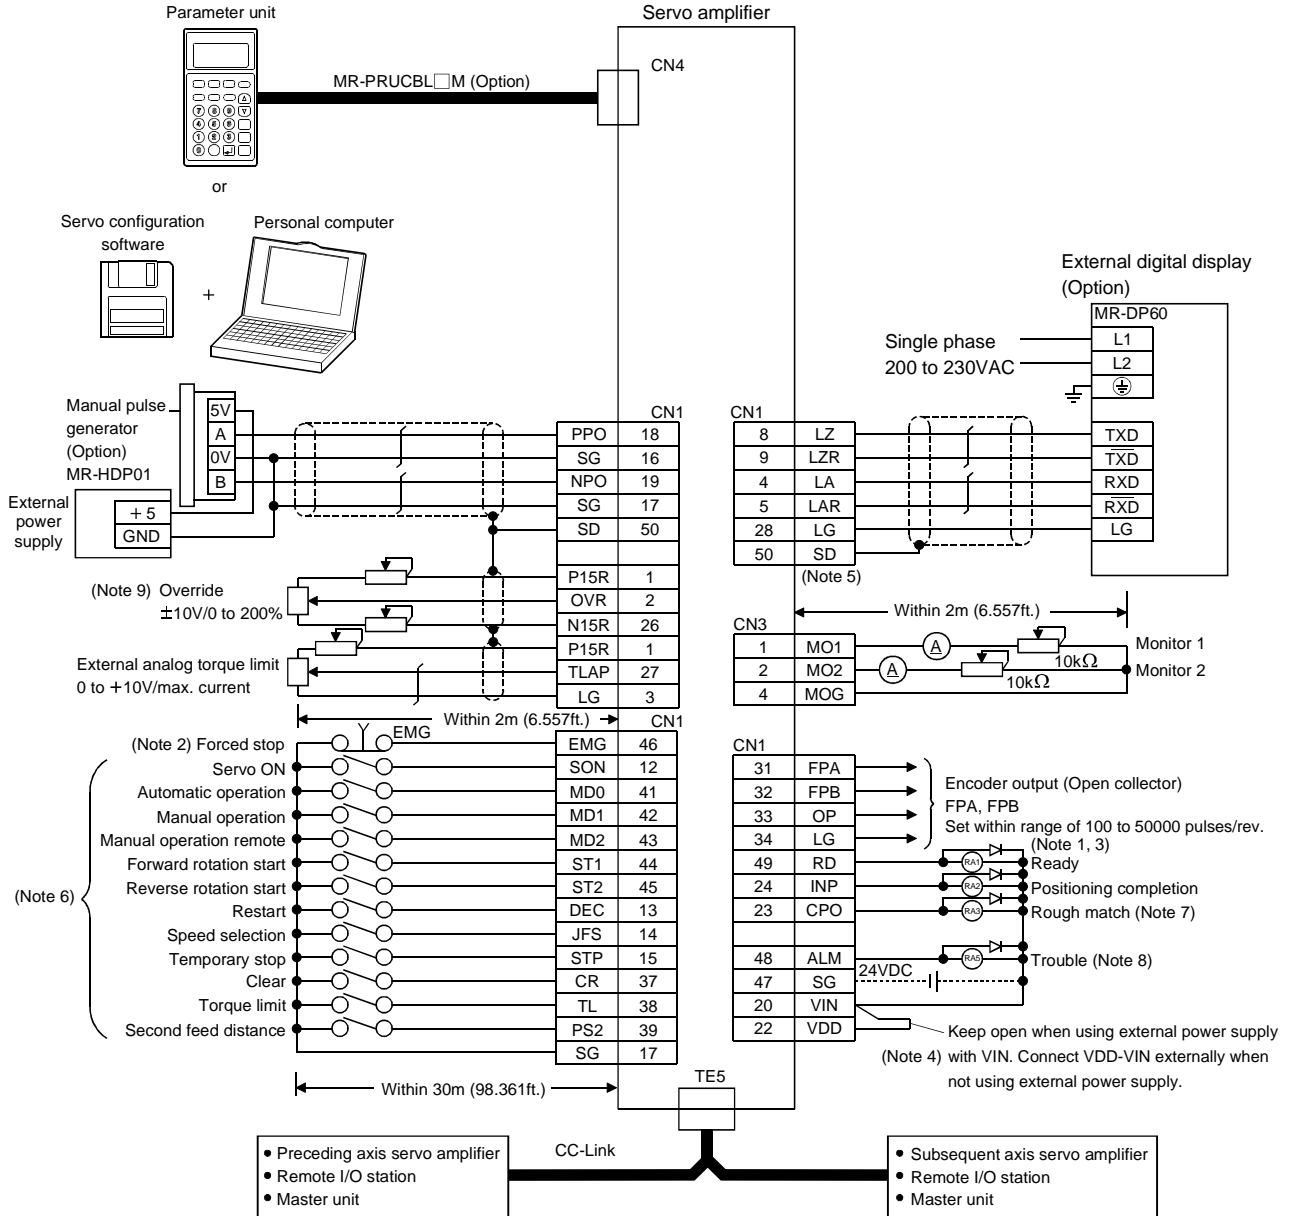 Parameter unit
Servo amplifier
CN4
MR-PRUCBL□M (Option)
7 8 9
4 5 6
1 2 3
0
or
Servo configuration
software
+
Personal computer
External digital display
(Option)
MR-DP60
Single phase
200 to 230VAC
L1
L2
Manual pulse
generator
(Option)
MR-HDP01
5V
A
0V
B
External
power
supply
+5
GND
CN1
PPO 18
SG 16
NPO 19
SG 17
SD 50
P15R 1
OVR 2
N15R 26
P15R 1
TLAP 27
LG 3
(Note 9) Override
±10V/0 to 200%
External analog torque limit
0 to +10V/max. current
Within 2m (6.557ft.)
CN1
8 LZ
9 LZR
4 LA
5 LAR
28 LG
50 SD
(Note 5)
TXD
TXD
RXD
RXD
LG
Within 2m (6.557ft.)
CN3
1 MO1
2 MO2
4 MOG
A
A
10kΩ
10kΩ
Monitor 1
Monitor 2
CN1
(Note 2) Forced stop
EMG
EMG 46
Servo ON
SON 12
Automatic operation
MD0 41
Manual operation
MD1 42
Manual operation remote
MD2 43
Forward rotation start
ST1 44
(Note 6)
Reverse rotation start
ST2 45
Restart
DEC 13
Speed selection
JFS 14
Temporary stop
STP 15
Clear
CR 37
Torque limit
TL 38
Second feed distance
PS2 39
SG 17
Within 30m (98.361ft.)
CN1
31 FPA
32 FPB
33 OP
34 LG
49 RD
24 INP
23 CPO
48 ALM
47 SG
20 VIN
22 VDD
Encoder output (Open collector)
FPA, FPB
Set within range of 100 to 50000 pulses/rev.
(Note 1, 3)
RA1
Ready
RA2
Positioning completion
RA3
Rough match (Note 7)
RA5
Trouble (Note 8)
24VDC
Keep open when using external power supply
(Note 4) with VIN. Connect VDD-VIN externally when
not using external power supply.
TE5
CC-Link
• Preceding axis servo amplifier
• Remote I/O station
• Master unit
• Subsequent axis servo amplifier
• Remote I/O station
• Master unit